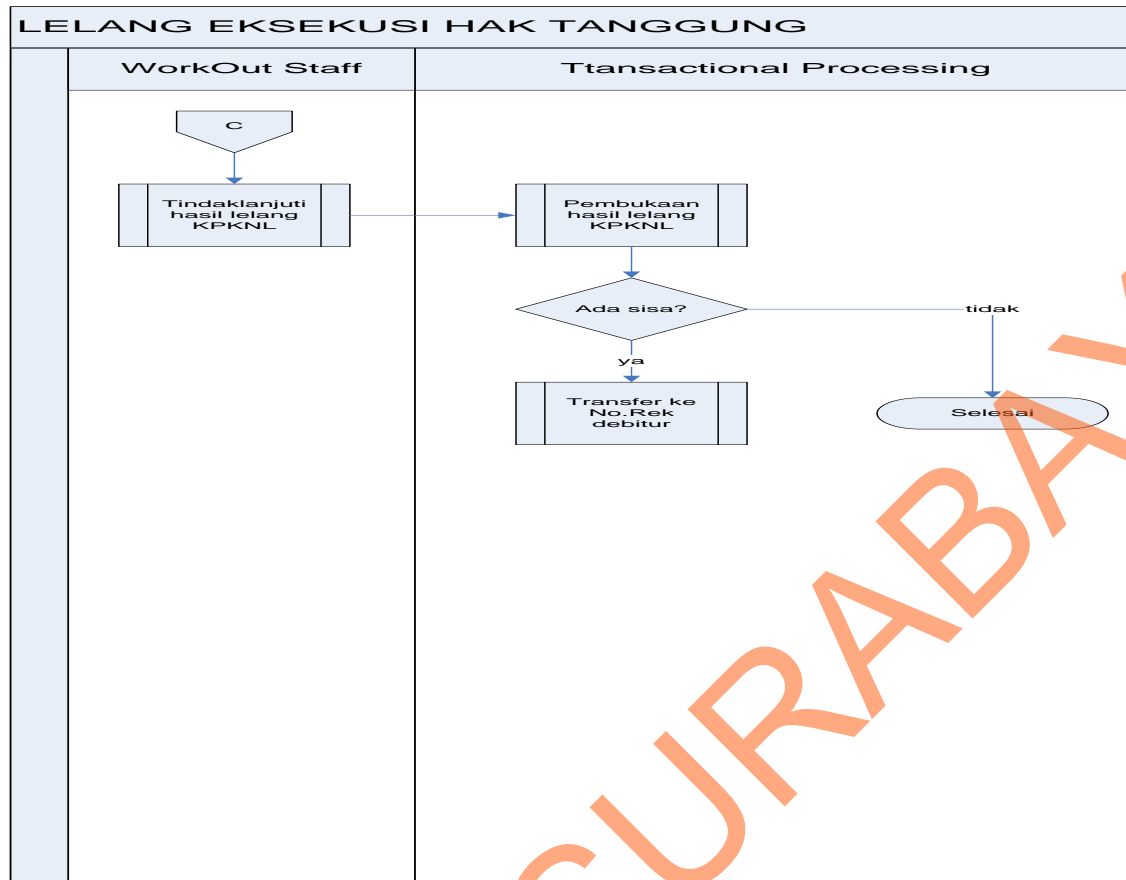 LELANG EKSEKUSI HAK TANGGUNG
WorkOut Staff
Ttansactional Processing
C
Tindaklanjuti
hasil lelang
KPKNL
Pembukaan
hasil lelang
KPKNL
Ada sisa?
tidak
ya
Transfer ke
No.Rek
debitur
Selesai
SURABAY